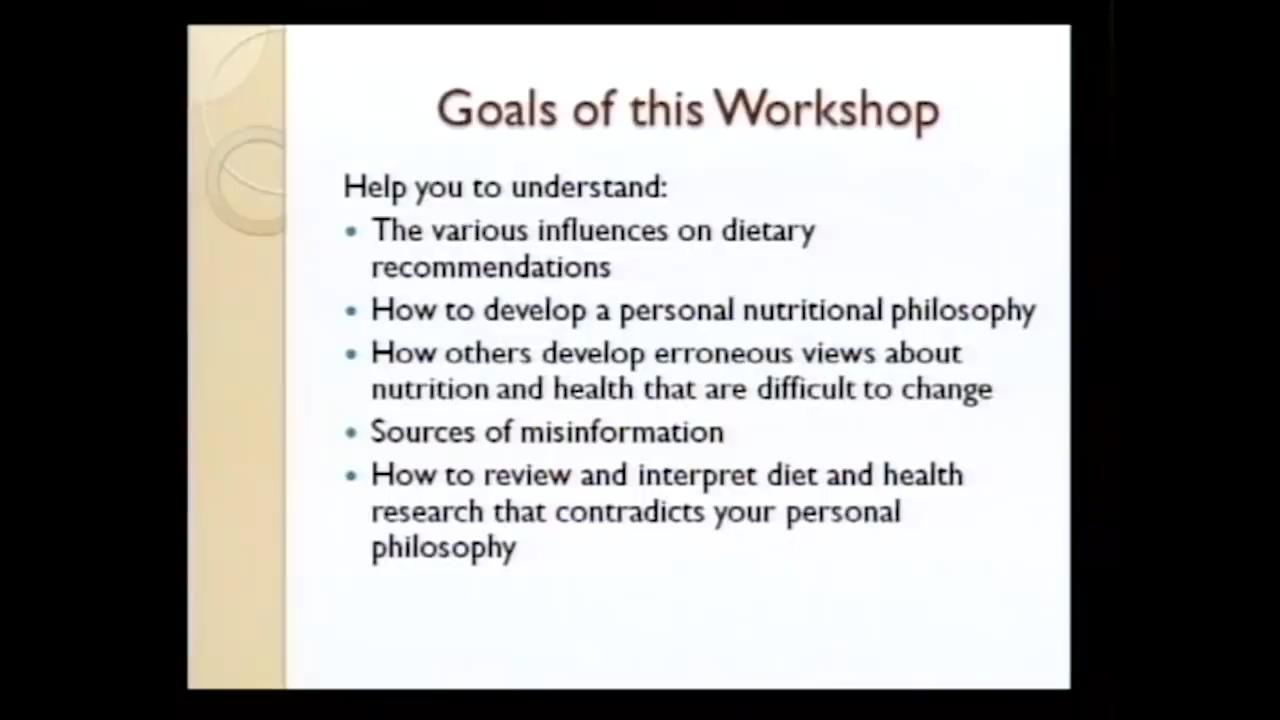 Goals of this Workshop
Help you to understand:
• The various influences on dietary
recommendations
• How to develop a personal nutritional philosophy
• How others develop erroneous views about
nutrition and health that are difficult to change
• Sources of misinformation
• How to review and interpret diet and health
research that contradicts your personal
philosophy